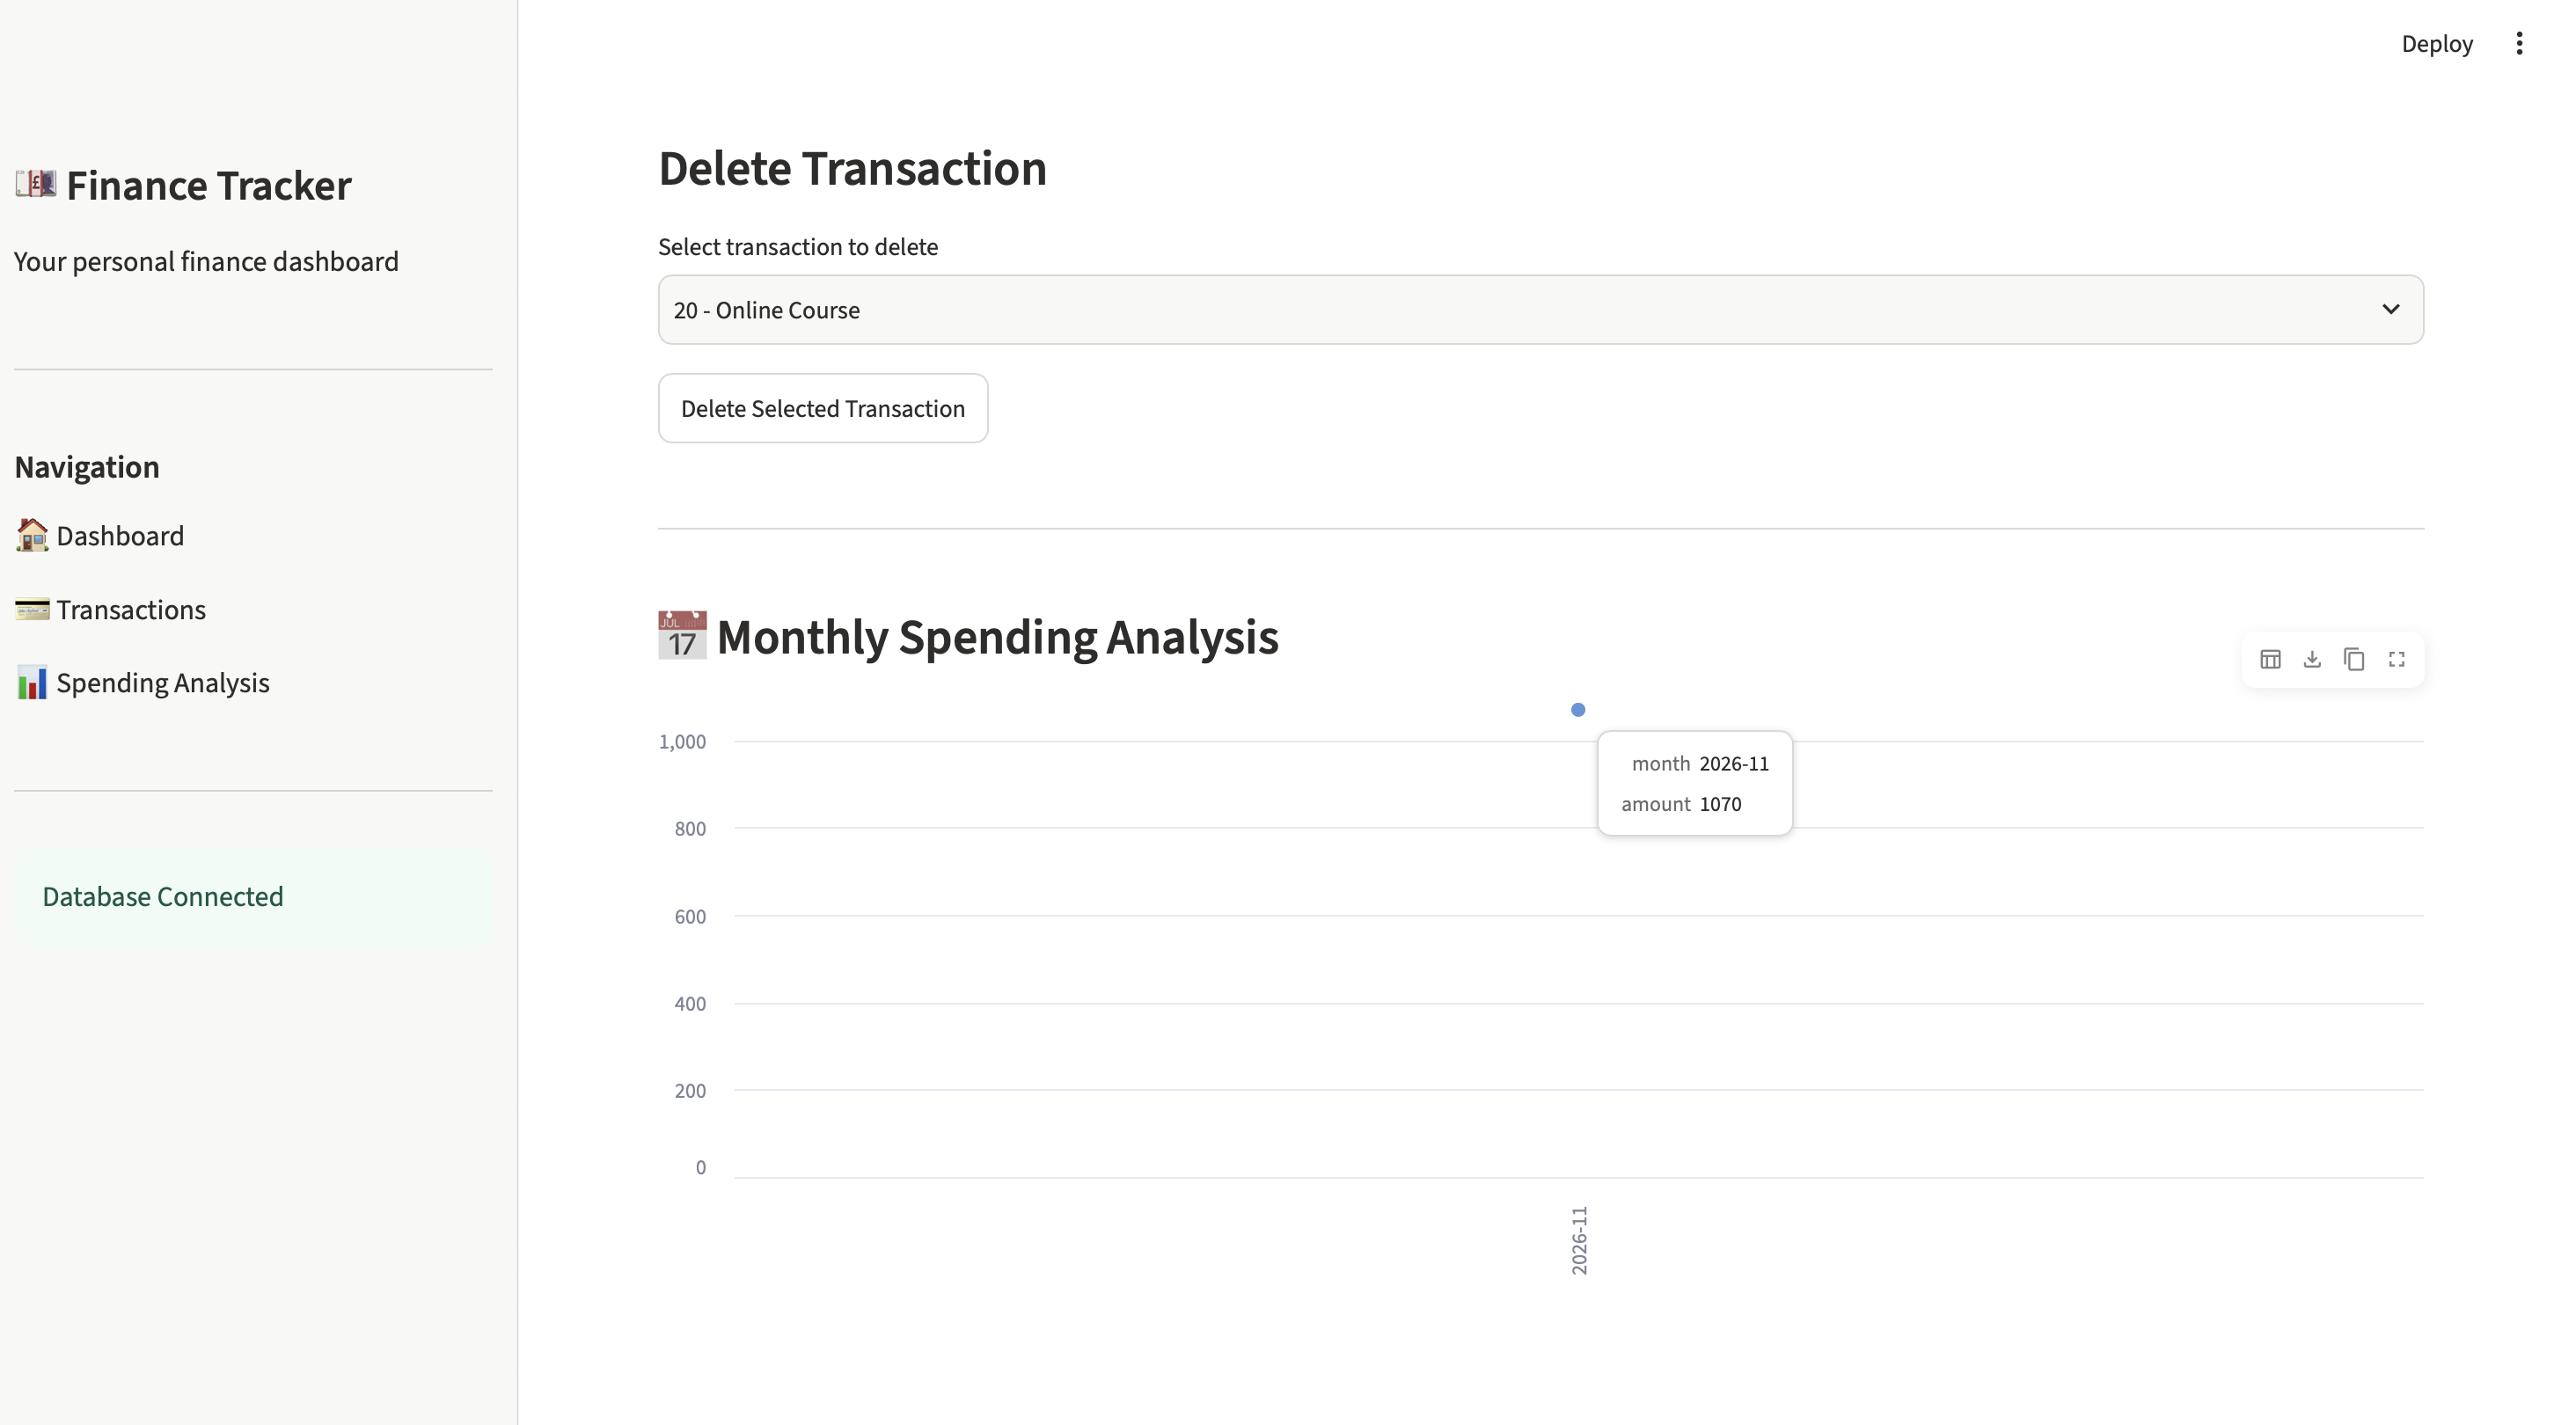 Deploy
💷 Finance Tracker
Your personal finance dashboard
Navigation
🏠 Dashboard
💳 Transactions
📊 Spending Analysis
Database Connected
Delete Transaction
Select transaction to delete
20 - Online Course
Delete Selected Transaction
📅 Monthly Spending Analysis
1,000
800
600
400
200
0
month 2026-11
amount 1070
2026-11